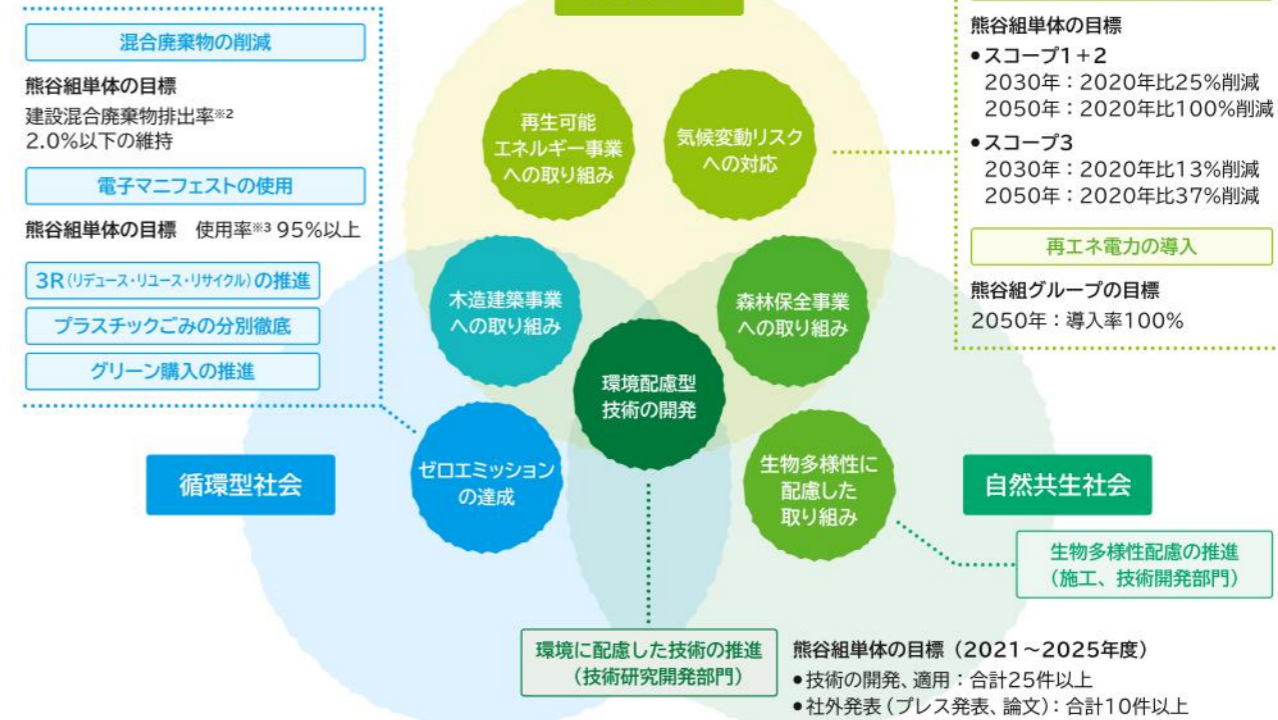 混合廃棄物の削減
熊谷組単体の目標
建設混合廃棄物排出率※2
2.0%以下の維持
電子マニフェストの使用
熊谷組単体の目標 使用率※3 95%以上
3R(リデュース・リユース・リサイクル)の推進
プラスチックごみの分別徹底
グリーン購入の推進
再生可能
エネルギー事業
への取り組み
気候変動リスク
への対応
熊谷組単体の目標
•スコープ1+2
2030年：2020年比25%削減
2050年：2020年比100%削減
•スコープ3
2030年：2020年比13%削減
2050年：2020年比37%削減
再エネ電力の導入
熊谷組グループの目標
2050年：導入率100%
木造建築事業
への取り組み
森林保全事業
への取り組み
環境配慮型
技術の開発
循環型社会
ゼロエミッション
の達成
生物多様性に
配慮した
取り組み
自然共生社会
生物多様性配慮の推進
(施工、技術開発部門)
環境に配慮した技術の推進
(技術研究開発部門)
熊谷組単体の目標（2021～2025年度）
•技術の開発、適用：合計25件以上
•社外発表（プレス発表、論文）：合計10件以上